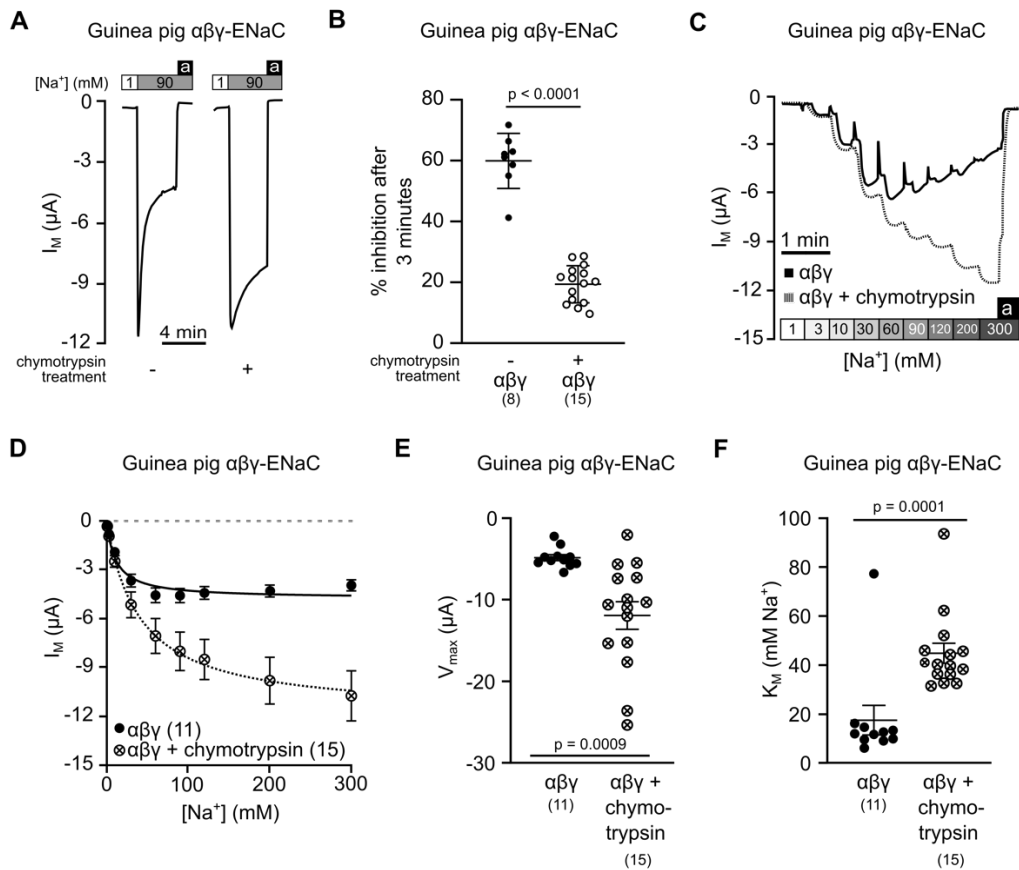 A
Guinea pig αβγ-ENaC
a
[Na⁺] (mM) 1 90 1 90
0
-3
-6
-9
-12
I_M (µA)
4 min
chymotrypsin
treatment - +
B
Guinea pig αβγ-ENaC
p < 0.0001
80
60
40
20
0
% inhibition after
3 minutes
chymotrypsin
treatment - +
αβγ αβγ
(8) (15)
C
Guinea pig αβγ-ENaC
0
-3
-6
-9
-12
-15
I_M (µA)
1 min
αβγ
αβγ + chymotrypsin
a
1 3 10 30 60 90 120 200 300
[Na⁺] (mM)
D
Guinea pig αβγ-ENaC
0
-3
-6
-9
-12
-15
I_M (µA)
αβγ (11)
αβγ + chymotrypsin (15)
0 100 200 300
[Na⁺] (mM)
E
Guinea pig αβγ-ENaC
0
-10
-20
-30
V_max (µA)
p = 0.0009
αβγ αβγ +
(11) chymo-
trypsin
(15)
F
Guinea pig αβγ-ENaC
p = 0.0001
100
80
60
40
20
0
K_M (mM Na⁺)
αβγ αβγ +
(11) chymo-
trypsin
(15)